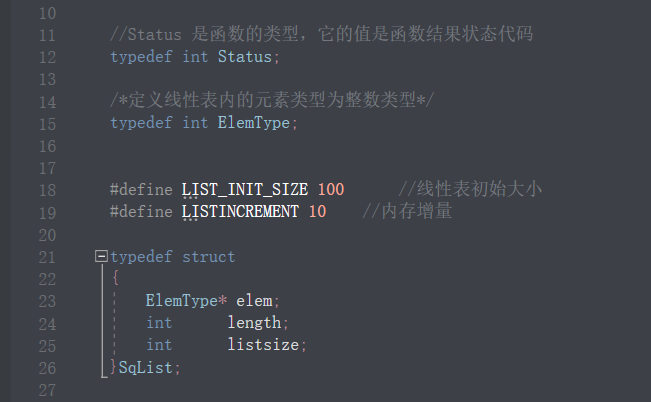 10
11 //Status 是函数的类型，它的值是函数结果状态代码
12 typedef int Status;
13
14 /*定义线性表内的元素类型为整数类型*/
15 typedef int ElemType;
16
17
18 #define LIST_INIT_SIZE 100 //线性表初始大小
19 #define LISTINCREMENT 10 //内存增量
20
21 typedef struct
22 {
23 ElemType* elem;
24 int length;
25 int listsize;
26 }SqList;
27